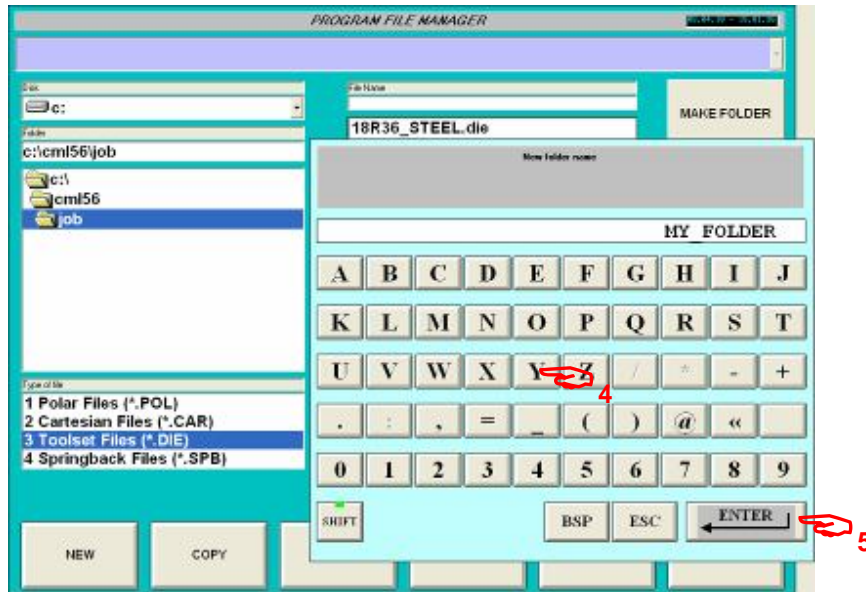 PROGRAM FILE MANAGER
Disk
c:
File Name
MAKE FOLDER
18R36_STEEL.die
Folder
c:\cml56\job
New folder name
c:\
cml56
job
MY_FOLDER
A B C D E F G H I J
K L M N O P Q R S T
U V W X Y Z / * - +
4
Type of file
1 Polar Files (*.POL)
2 Cartesian Files (*.CAR)
3 Toolset Files (*.DIE)
4 Springback Files (*.SPB)
. : , = _ ( ) @ «
0 1 2 3 4 5 6 7 8 9
SHIFT BSP ESC ENTER
5
NEW COPY